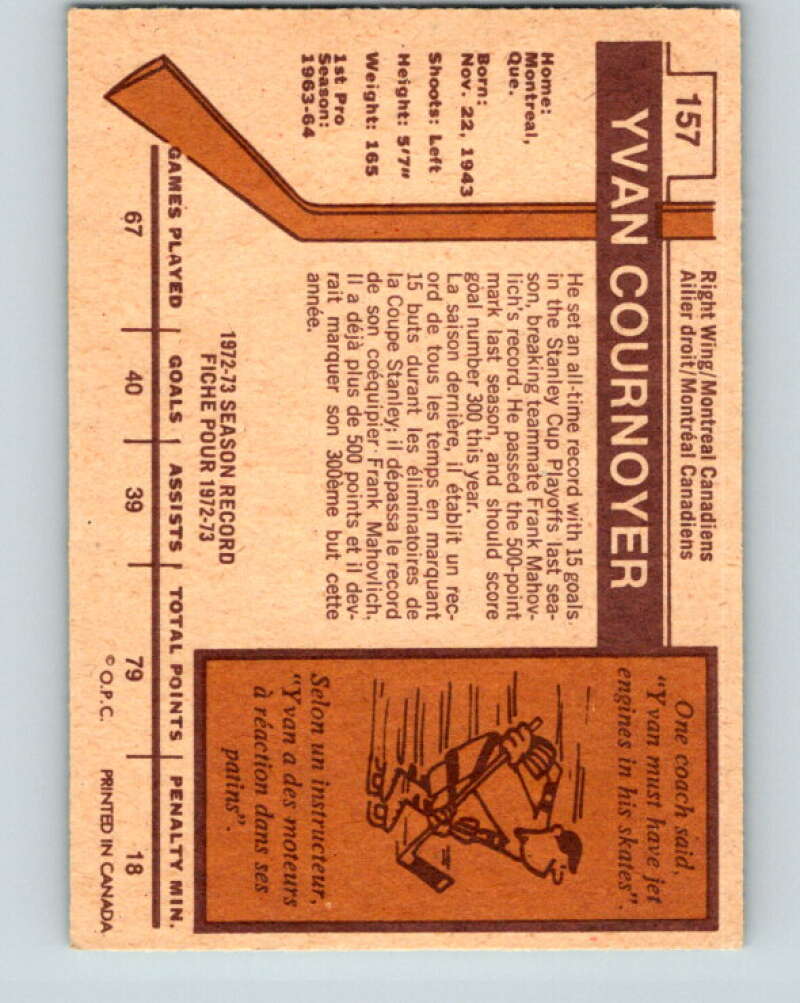 157
Right Wing/Montreal Canadiens
Ailier droit/Montréal Canadiens
YVAN COURNOYER
Home:
Montreal,
Que.
Born:
Nov. 22, 1943
Shoots: Left
Height: 5'7"
Weight: 165
1st Pro
Season:
1963-64
He set an all-time record with 15 goals
in the Stanley Cup Playoffs last sea-
son, breaking teammate Frank Mahov-
lich's record. He passed the 500-point
mark last season, and should score
goal number 300 this year.
La saison dernière, il établit un rec-
ord de tous les temps en marquant
15 buts durant les éliminatoires de
la Coupe Stanley; il dépassa le record
de son coéquipier Frank Mahovlich.
Il a déjà plus de 500 points et il dev-
rait marquer son 300ème but cette
année.
One coach said,
"Yvan must have jet
engines in his skates".
Selon un instructeur,
"Yvan a des moteurs
à réaction dans ses
patins".
1972-73 SEASON RECORD
FICHE POUR 1972-73
GAMES PLAYED GOALS ASSISTS TOTAL POINTS PENALTY MIN.
67 40 39 79 18
© O.P.C. PRINTED IN CANADA